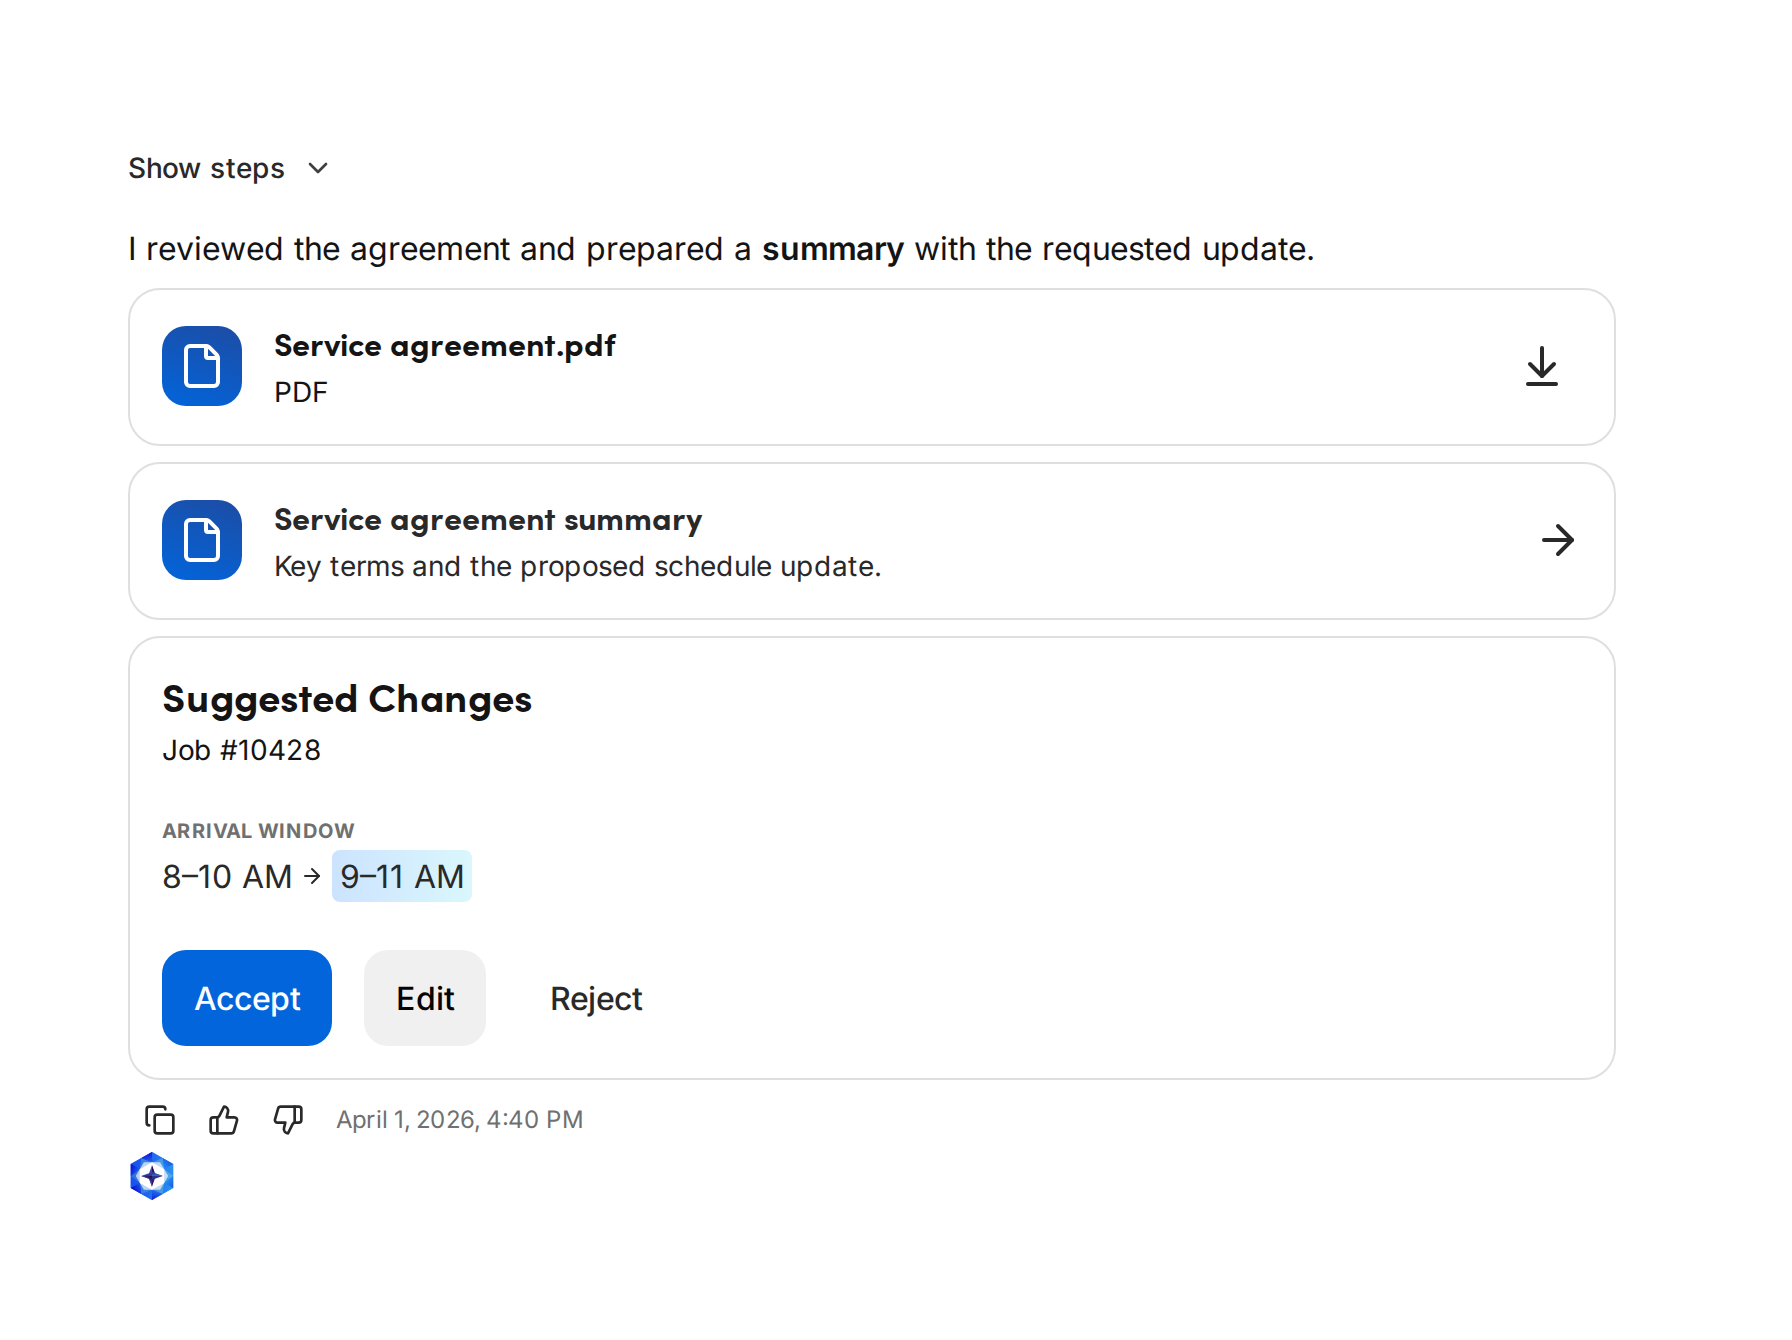 Show steps
I reviewed the agreement and prepared a summary with the requested update.
Service agreement.pdf
PDF
Service agreement summary
Key terms and the proposed schedule update.
Suggested Changes
Job #10428
ARRIVAL WINDOW
8–10 AM → 9–11 AM
Accept Edit Reject
April 1, 2026, 4:40 PM